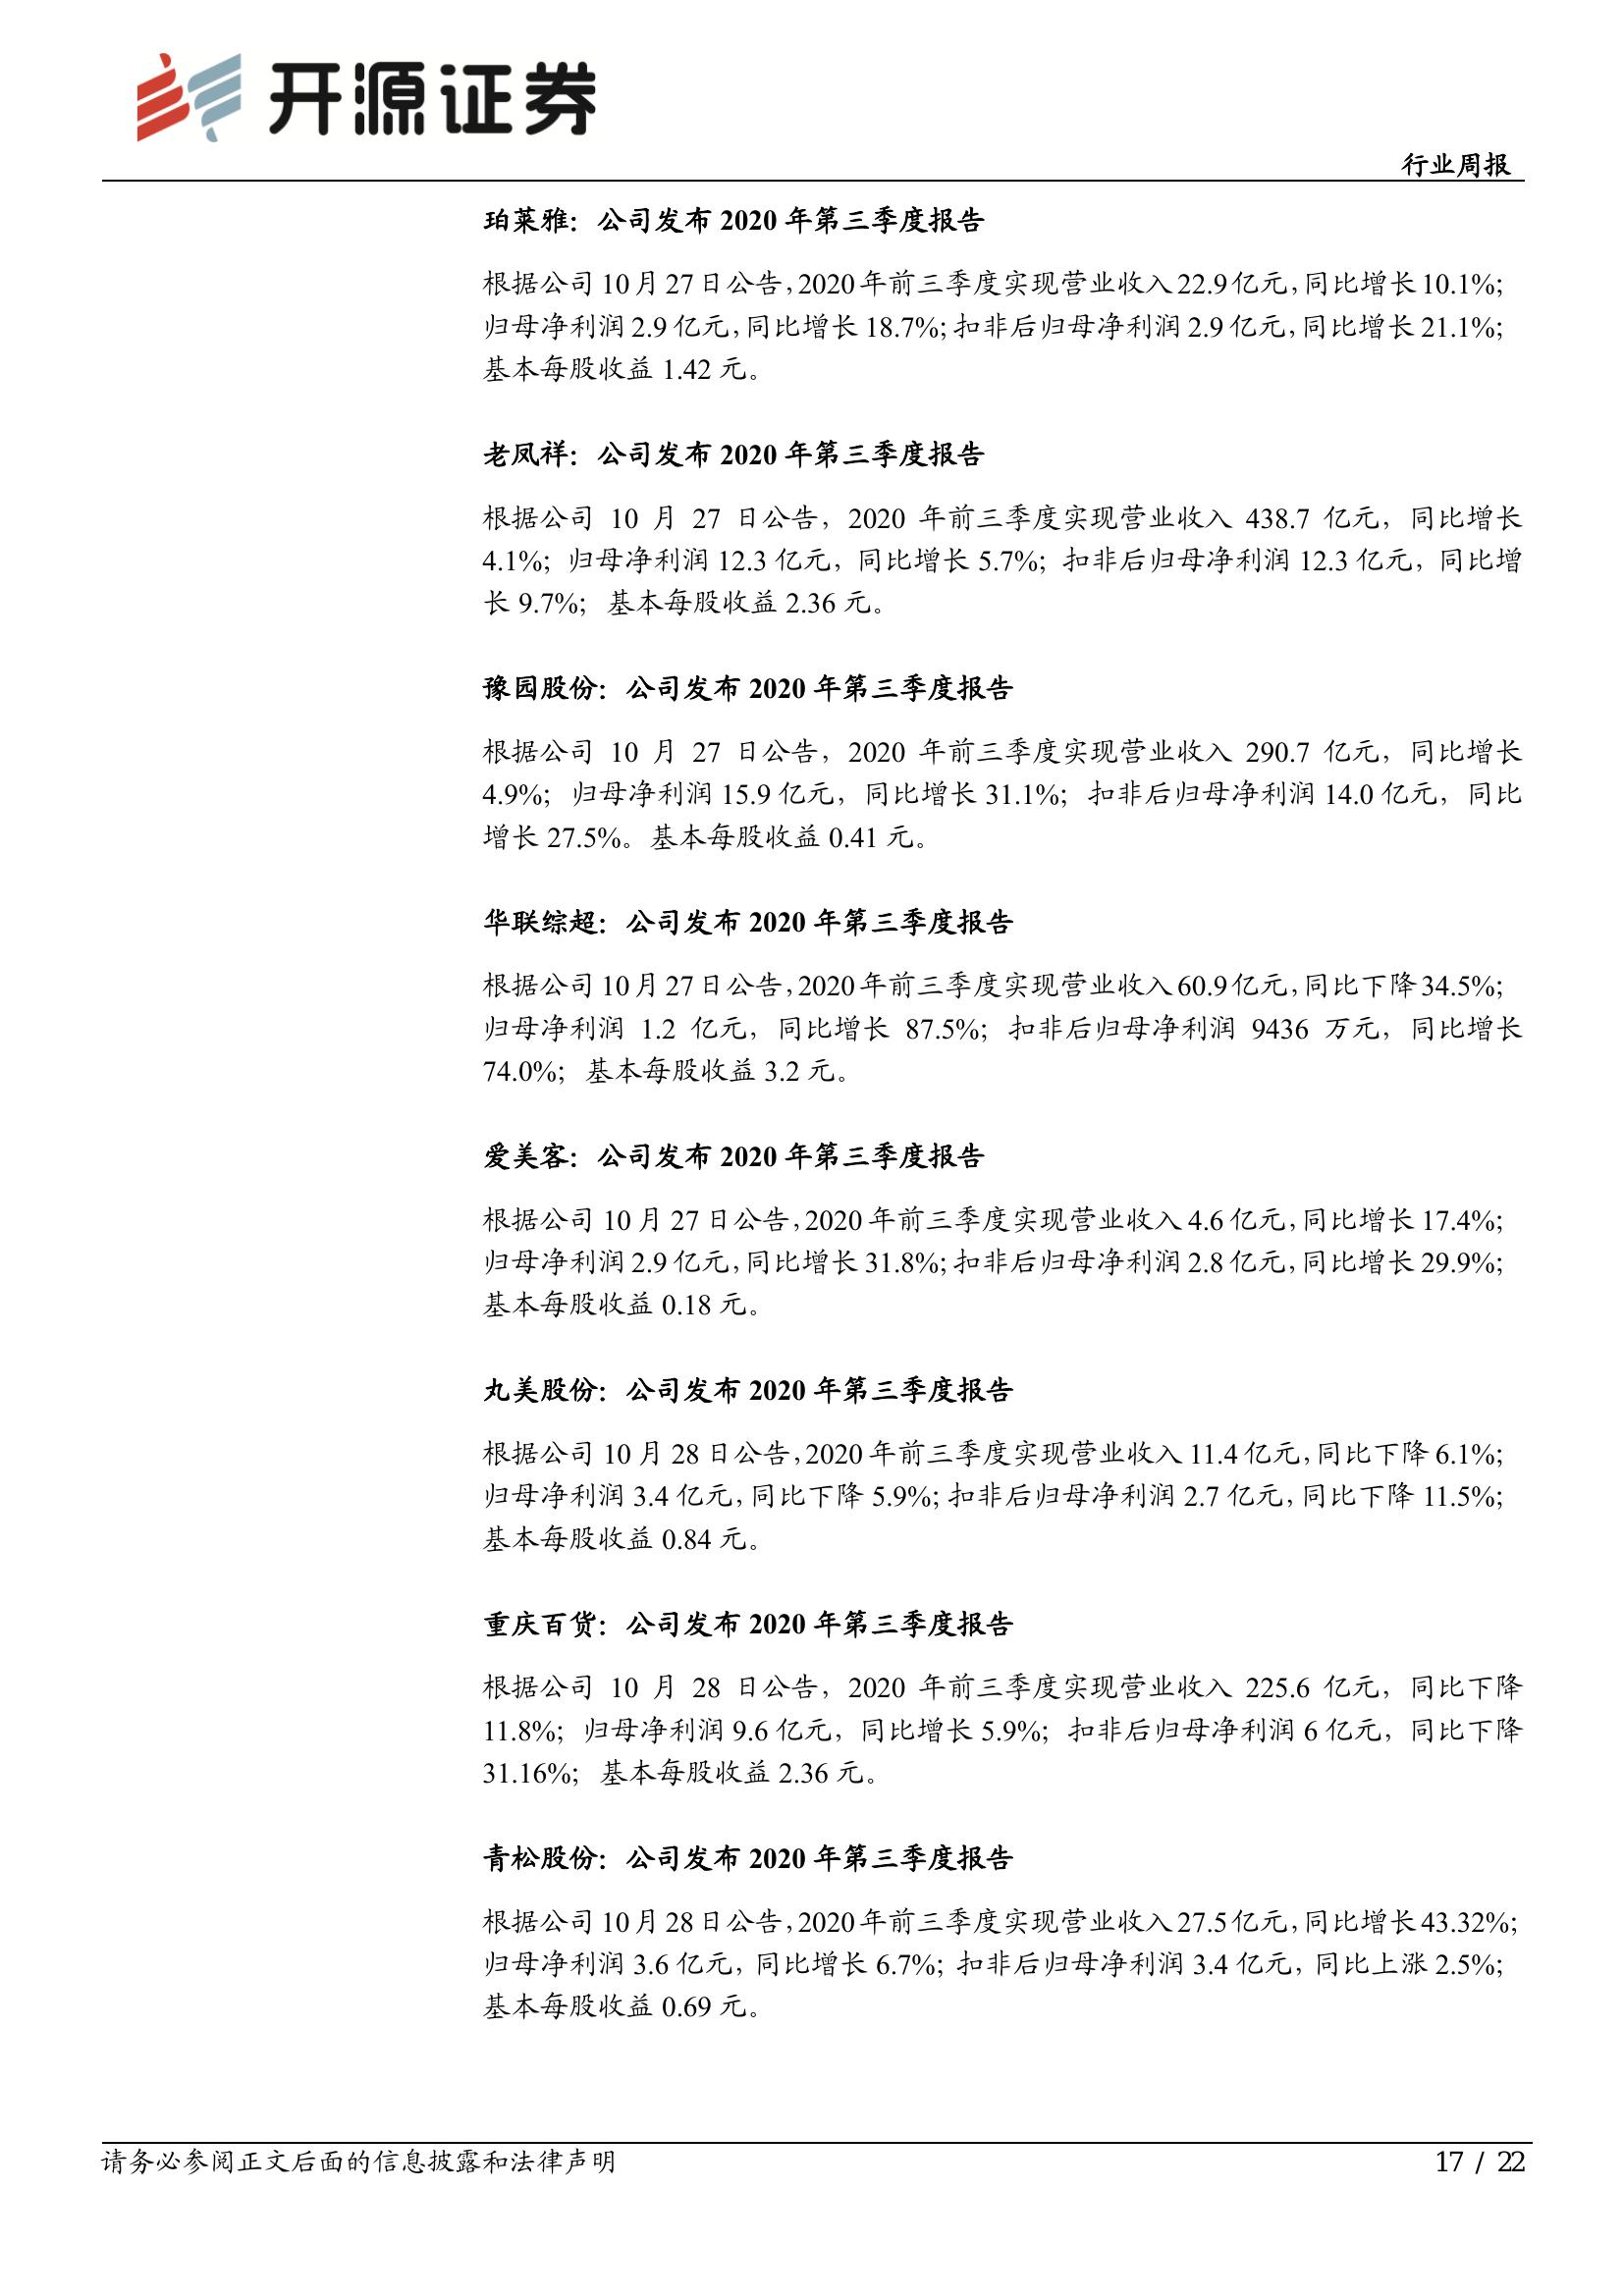 开源证券
行业周报
珀莱雅：公司发布 2020 年第三季度报告
根据公司 10 月 27 日公告，2020 年前三季度实现营业收入 22.9 亿元，同比增长 10.1%；
归母净利润 2.9 亿元，同比增长 18.7%；扣非后归母净利润 2.9 亿元，同比增长 21.1%；
基本每股收益 1.42 元。
老凤祥：公司发布 2020 年第三季度报告
根据公司 10 月 27 日公告，2020 年前三季度实现营业收入 438.7 亿元，同比增长
4.1%；归母净利润 12.3 亿元，同比增长 5.7%；扣非后归母净利润 12.3 亿元，同比增
长 9.7%；基本每股收益 2.36 元。
豫园股份：公司发布 2020 年第三季度报告
根据公司 10 月 27 日公告，2020 年前三季度实现营业收入 290.7 亿元，同比增长
4.9%；归母净利润 15.9 亿元，同比增长 31.1%；扣非后归母净利润 14.0 亿元，同比
增长 27.5%。基本每股收益 0.41 元。
华联综超：公司发布 2020 年第三季度报告
根据公司 10 月 27 日公告，2020 年前三季度实现营业收入 60.9 亿元，同比下降 34.5%；
归母净利润 1.2 亿元，同比增长 87.5%；扣非后归母净利润 9436 万元，同比增长
74.0%；基本每股收益 3.2 元。
爱美客：公司发布 2020 年第三季度报告
根据公司 10 月 27 日公告，2020 年前三季度实现营业收入 4.6 亿元，同比增长 17.4%；
归母净利润 2.9 亿元，同比增长 31.8%；扣非后归母净利润 2.8 亿元，同比增长 29.9%；
基本每股收益 0.18 元。
丸美股份：公司发布 2020 年第三季度报告
根据公司 10 月 28 日公告，2020 年前三季度实现营业收入 11.4 亿元，同比下降 6.1%；
归母净利润 3.4 亿元，同比下降 5.9%；扣非后归母净利润 2.7 亿元，同比下降 11.5%；
基本每股收益 0.84 元。
重庆百货：公司发布 2020 年第三季度报告
根据公司 10 月 28 日公告，2020 年前三季度实现营业收入 225.6 亿元，同比下降
11.8%；归母净利润 9.6 亿元，同比增长 5.9%；扣非后归母净利润 6 亿元，同比下降
31.16%；基本每股收益 2.36 元。
青松股份：公司发布 2020 年第三季度报告
根据公司 10 月 28 日公告，2020 年前三季度实现营业收入 27.5 亿元，同比增长 43.32%；
归母净利润 3.6 亿元，同比增长 6.7%；扣非后归母净利润 3.4 亿元，同比上涨 2.5%；
基本每股收益 0.69 元。
请务必参阅正文后面的信息披露和法律声明
17 / 22